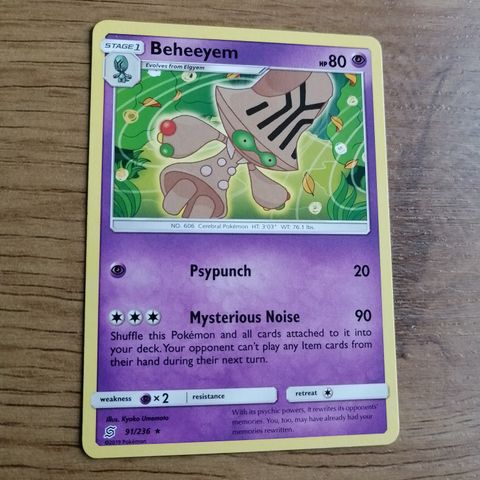 STAGE 1 Beheeyem HP 80
Evolves from Elgyem
NO. 606 Cerebral Pokémon HT: 3'03" WT: 76.1 lbs.
Psypunch 20
Mysterious Noise 90
Shuffle this Pokémon and all cards attached to it into
your deck. Your opponent can't play any Item cards from
their hand during their next turn.
weakness × 2 resistance retreat
Illus. Kyoko Umemoto
91/236
©2019 Pokémon
With its psychic powers, it rewrites its opponents'
memories. You, too, may have already had your
memories rewritten.